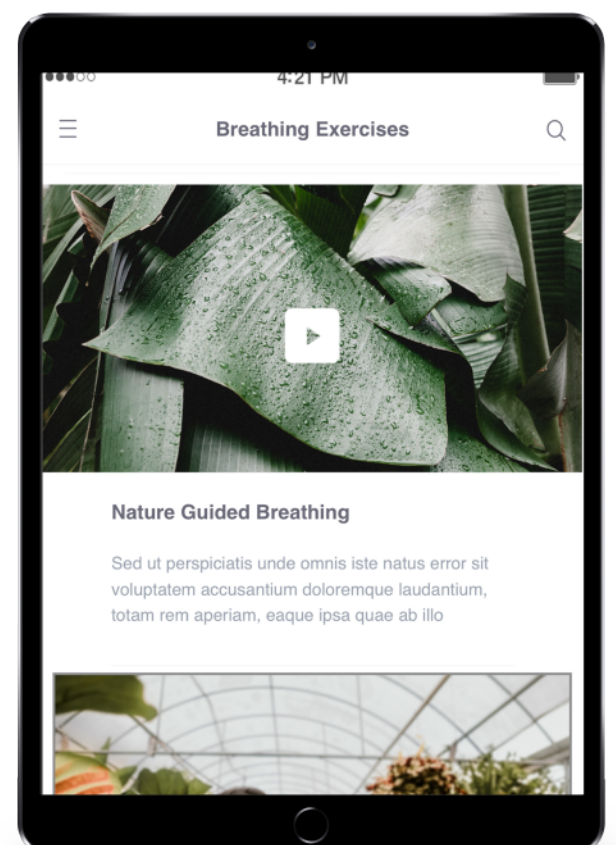 4:21 PM
Breathing Exercises
Nature Guided Breathing
Sed ut perspiciatis unde omnis iste natus error sit
voluptatem accusantium doloremque laudantium,
totam rem aperiam, eaque ipsa quae ab illo